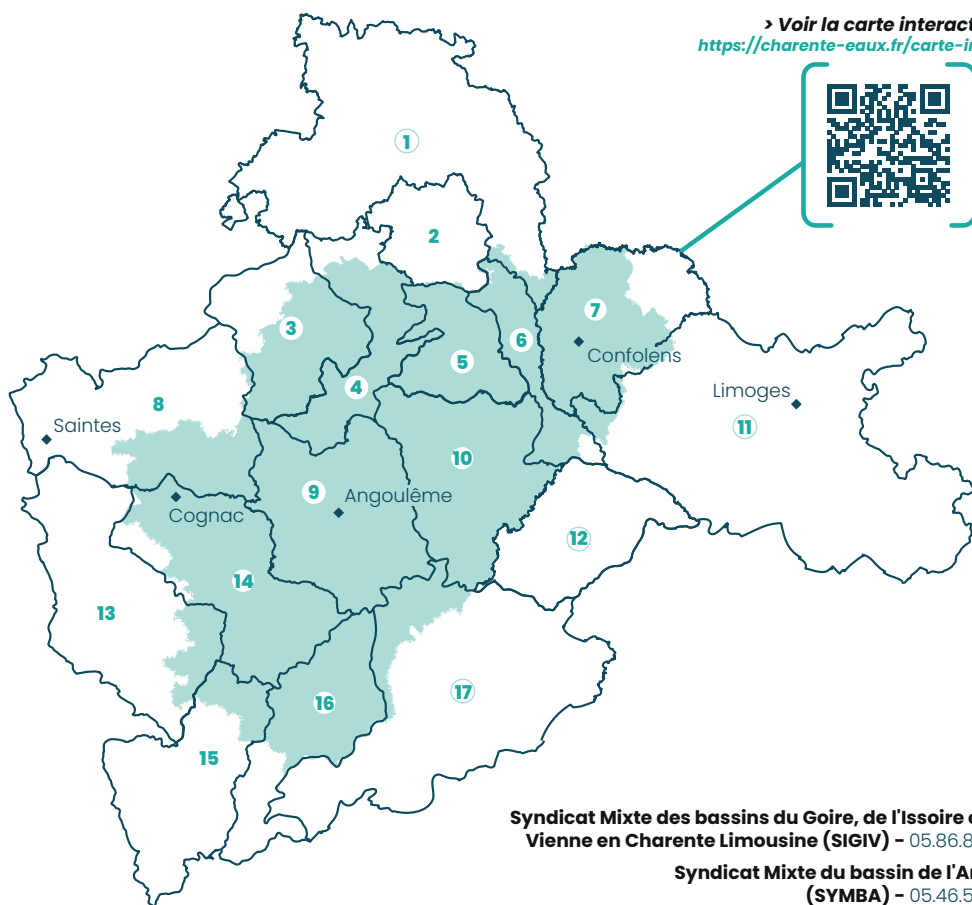 > Voir la carte interact
https://charente-eaux.fr/carte-in
1
2
3
7
6
5
Confolens
4
Limoges
8
11
Saintes
10
9
Angoulême
Cognac
12
14
13
17
16
15
Syndicat Mixte des bassins du Goire, de l'Issoire e
Vienne en Charente Limousine (SIGIV) - 05.86.8
Syndicat Mixte du bassin de l'An
(SYMBA) - 05.46.5